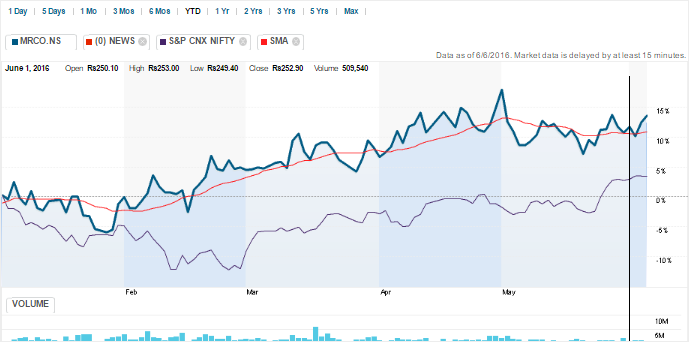 1 Day 5 Days 1 Mo 3 Mos 6 Mos YTD 1 Yr 2 Yrs 3 Yrs 5 Yrs Max
MRCO.NS (0) NEWS S&P CNX NIFTY SMA
Data as of 6/6/2016. Market data is delayed by at least 15 minutes.
June 1, 2016 Open Rs250.10 High Rs253.00 Low Rs249.40 Close Rs252.90 Volume 509,540
15%
10%
5%
0%
-5%
-10%
Feb Mar Apr May
VOLUME
10M
6M